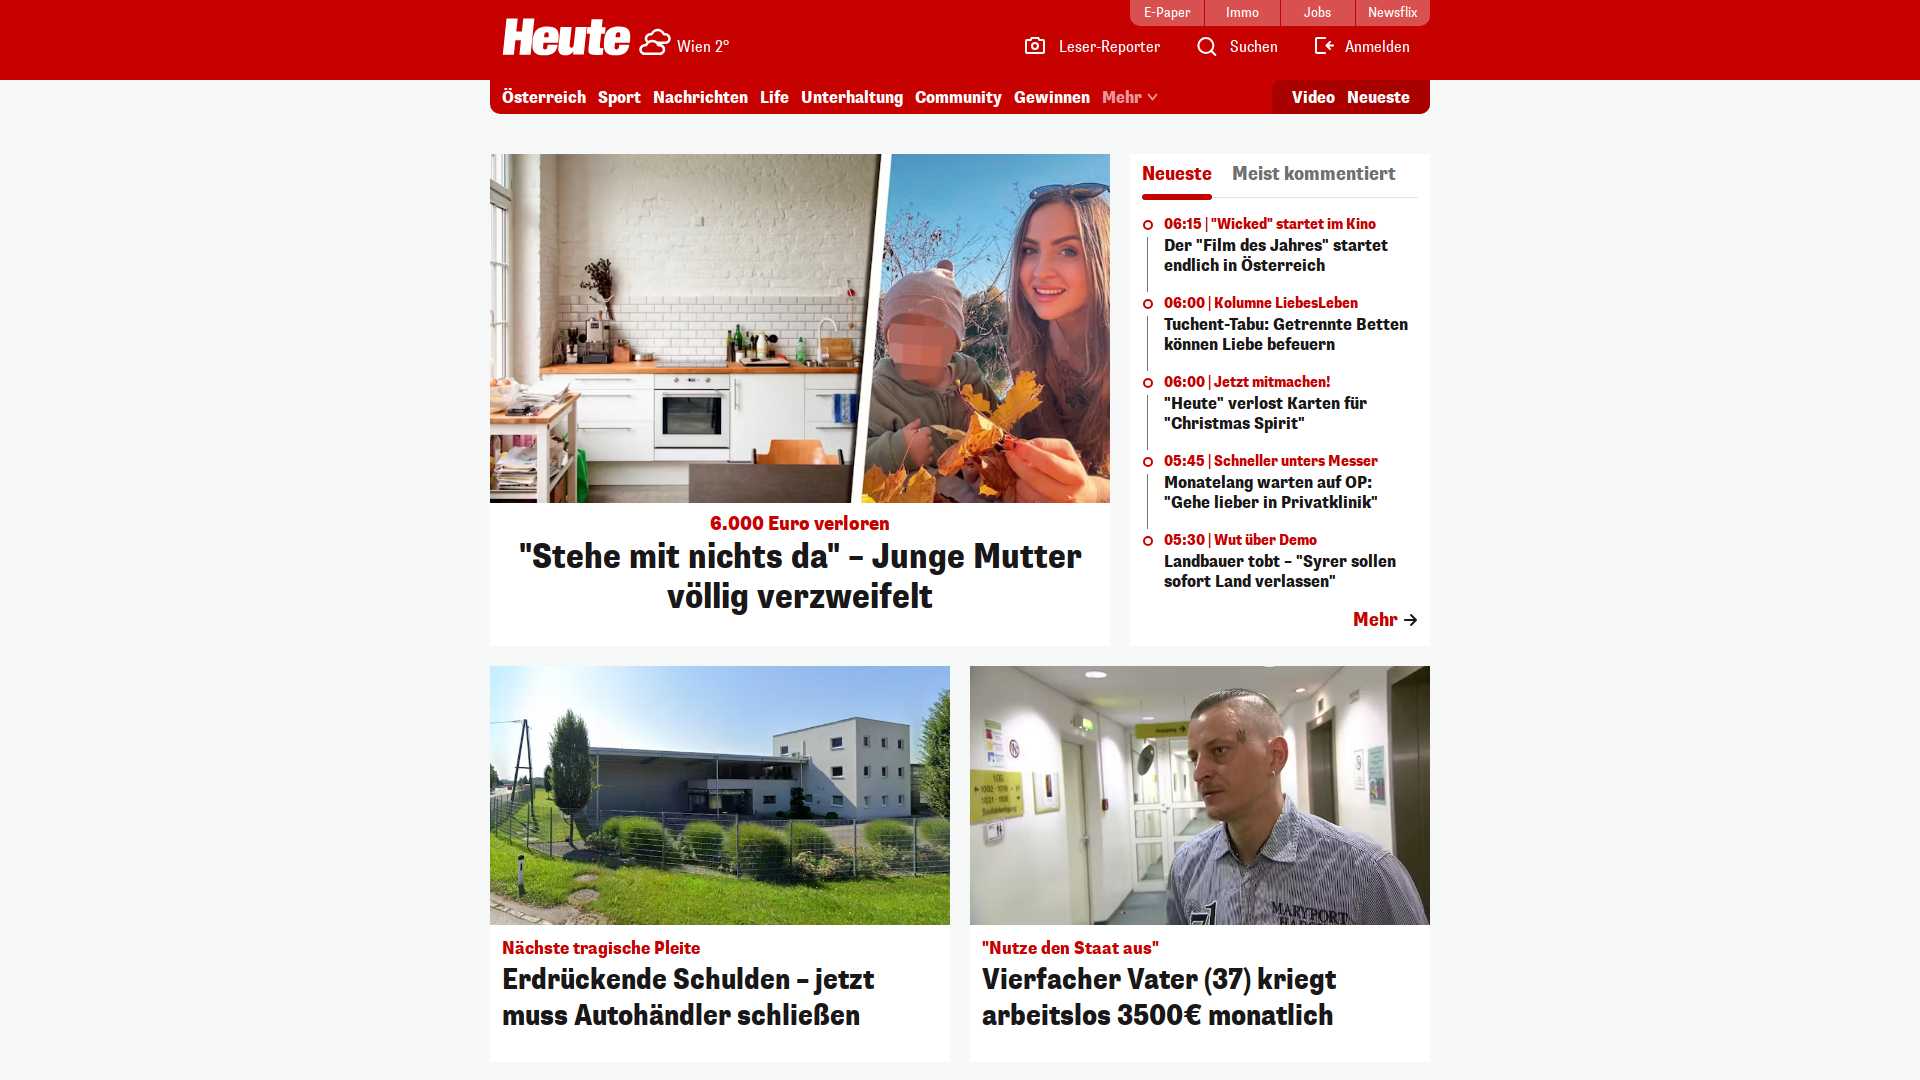 E-Paper
Immo
Jobs
Newsflix
Heute
Wien 2°
Leser-Reporter
Suchen
Anmelden
Österreich
Sport
Nachrichten
Life
Unterhaltung
Community
Gewinnen
Mehr
Video
Neueste
6.000 Euro verloren
"Stehe mit nichts da" – Junge Mutter
völlig verzweifelt
Neueste
Meist kommentiert
06:15 | "Wicked" startet im Kino
Der "Film des Jahres" startet
endlich in Österreich
06:00 | Kolumne LiebesLeben
Tuchent-Tabu: Getrennte Betten
können Liebe befeuern
06:00 | Jetzt mitmachen!
"Heute" verlost Karten für
"Christmas Spirit"
05:45 | Schneller unters Messer
Monatelang warten auf OP:
"Gehe lieber in Privatklinik"
05:30 | Wut über Demo
Landbauer tobt – "Syrer sollen
sofort Land verlassen"
Mehr
Nächste tragische Pleite
Erdrückende Schulden – jetzt
muss Autohändler schließen
MARYPORT
"Nutze den Staat aus"
Vierfacher Vater (37) kriegt
arbeitslos 3500€ monatlich